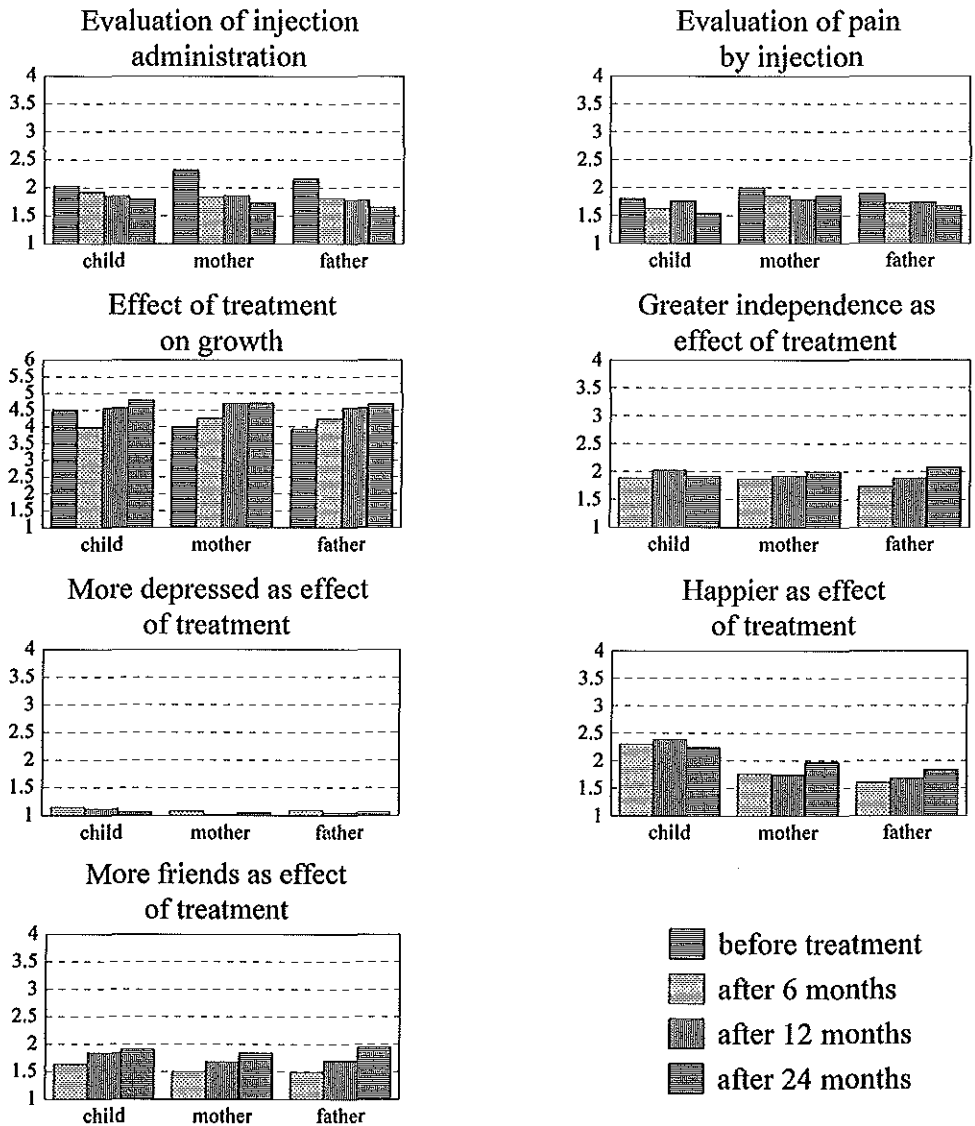 Evaluation of injection
administration
4
3.5
3
2.5
2
1.5
1
child mother father
Evaluation of pain
by injection
4
3.5
3
2.5
2
1.5
1
child mother father
Effect of treatment
on growth
6
5.5
5
4.5
4
3.5
3
2.5
2
1.5
1
child mother father
Greater independence as
effect of treatment
4
3.5
3
2.5
2
1.5
1
child mother father
More depressed as effect
of treatment
4
3.5
3
2.5
2
1.5
1
child mother father
Happier as effect
of treatment
4
3.5
3
2.5
2
1.5
1
child mother father
More friends as effect
of treatment
4
3.5
3
2.5
2
1.5
1
child mother father
before treatment
after 6 months
after 12 months
after 24 months